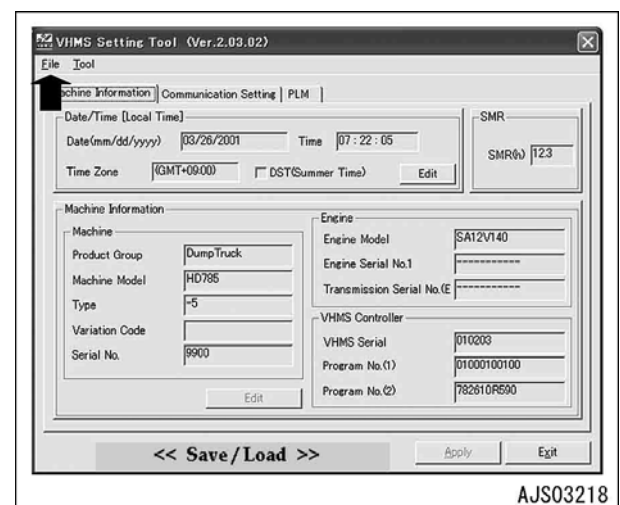 VHMS Setting Tool (Ver.2.03.02)
File Tool
achine Information Communication Setting PLM
Date/Time [Local Time]
Date(mm/dd/yyyy) 03/26/2001 Time 07:22:05
Time Zone (GMT+09:00) DST(Summer Time) Edit
SMR
SMR(h) 123
Machine Information
Machine
Product Group DumpTruck
Machine Model HD785
Type -5
Variation Code
Serial No. 9900
Edit
Engine
Engine Model SA12V140
Engine Serial No.1 -----------
Transmission Serial No.(E -----------
VHMS Controller
VHMS Serial 010203
Program No.(1) 01000100100
Program No.(2) 782610R590
<< Save/Load >> Apply Exit
AJS03218